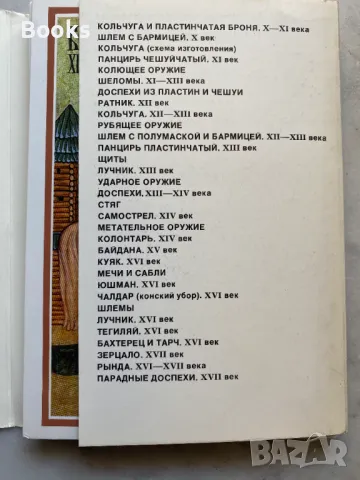 Books
КОЛЬЧУГА И ПЛАСТИНЧАТАЯ БРОНЯ. X—XI века
ШЛЕМ С БАРМИЦЕЙ. X век
КОЛЬЧУГА (схема изготовления)
ПАНЦИРЬ ЧЕШУЙЧАТЫЙ. XI век
КОЛЮЩЕЕ ОРУЖИЕ
ШЕЛОМЫ. XI—XIII века
ДОСПЕХИ ИЗ ПЛАСТИН И ЧЕШУИ
РАТНИК. XII век
КОЛЬЧУГА. XII—XIII века
РУБЯЩЕЕ ОРУЖИЕ
ШЛЕМ С ПОЛУМАСКОЙ И БАРМИЦЕЙ. XII—XIII века
ПАНЦИРЬ ПЛАСТИНЧАТЫЙ. XIII век
ЩИТЫ
ЛУЧНИК. XIII век
УДАРНОЕ ОРУЖИЕ
ДОСПЕХИ. XIII—XIV века
СТЯГ
САМОСТРЕЛ. XIV век
МЕТАТЕЛЬНОЕ ОРУЖИЕ
КОЛОНТАРЬ. XIV век
БАЙДАНА. XV век
КУЯК. XVI век
МЕЧИ И САБЛИ
ЮШМАН. XVI век
ЧАЛДАР (конский убор). XVI век
ШЛЕМЫ
ЛУЧНИК. XVI век
ТЕГИЛЯЙ. XVI век
БАХТЕРЕЦ И ТАРЧ. XVI век
ЗЕРЦАЛО. XVII век
РЫНДА. XVI—XVII века
ПАРАДНЫЕ ДОСПЕХИ. XVII век
BAZAR